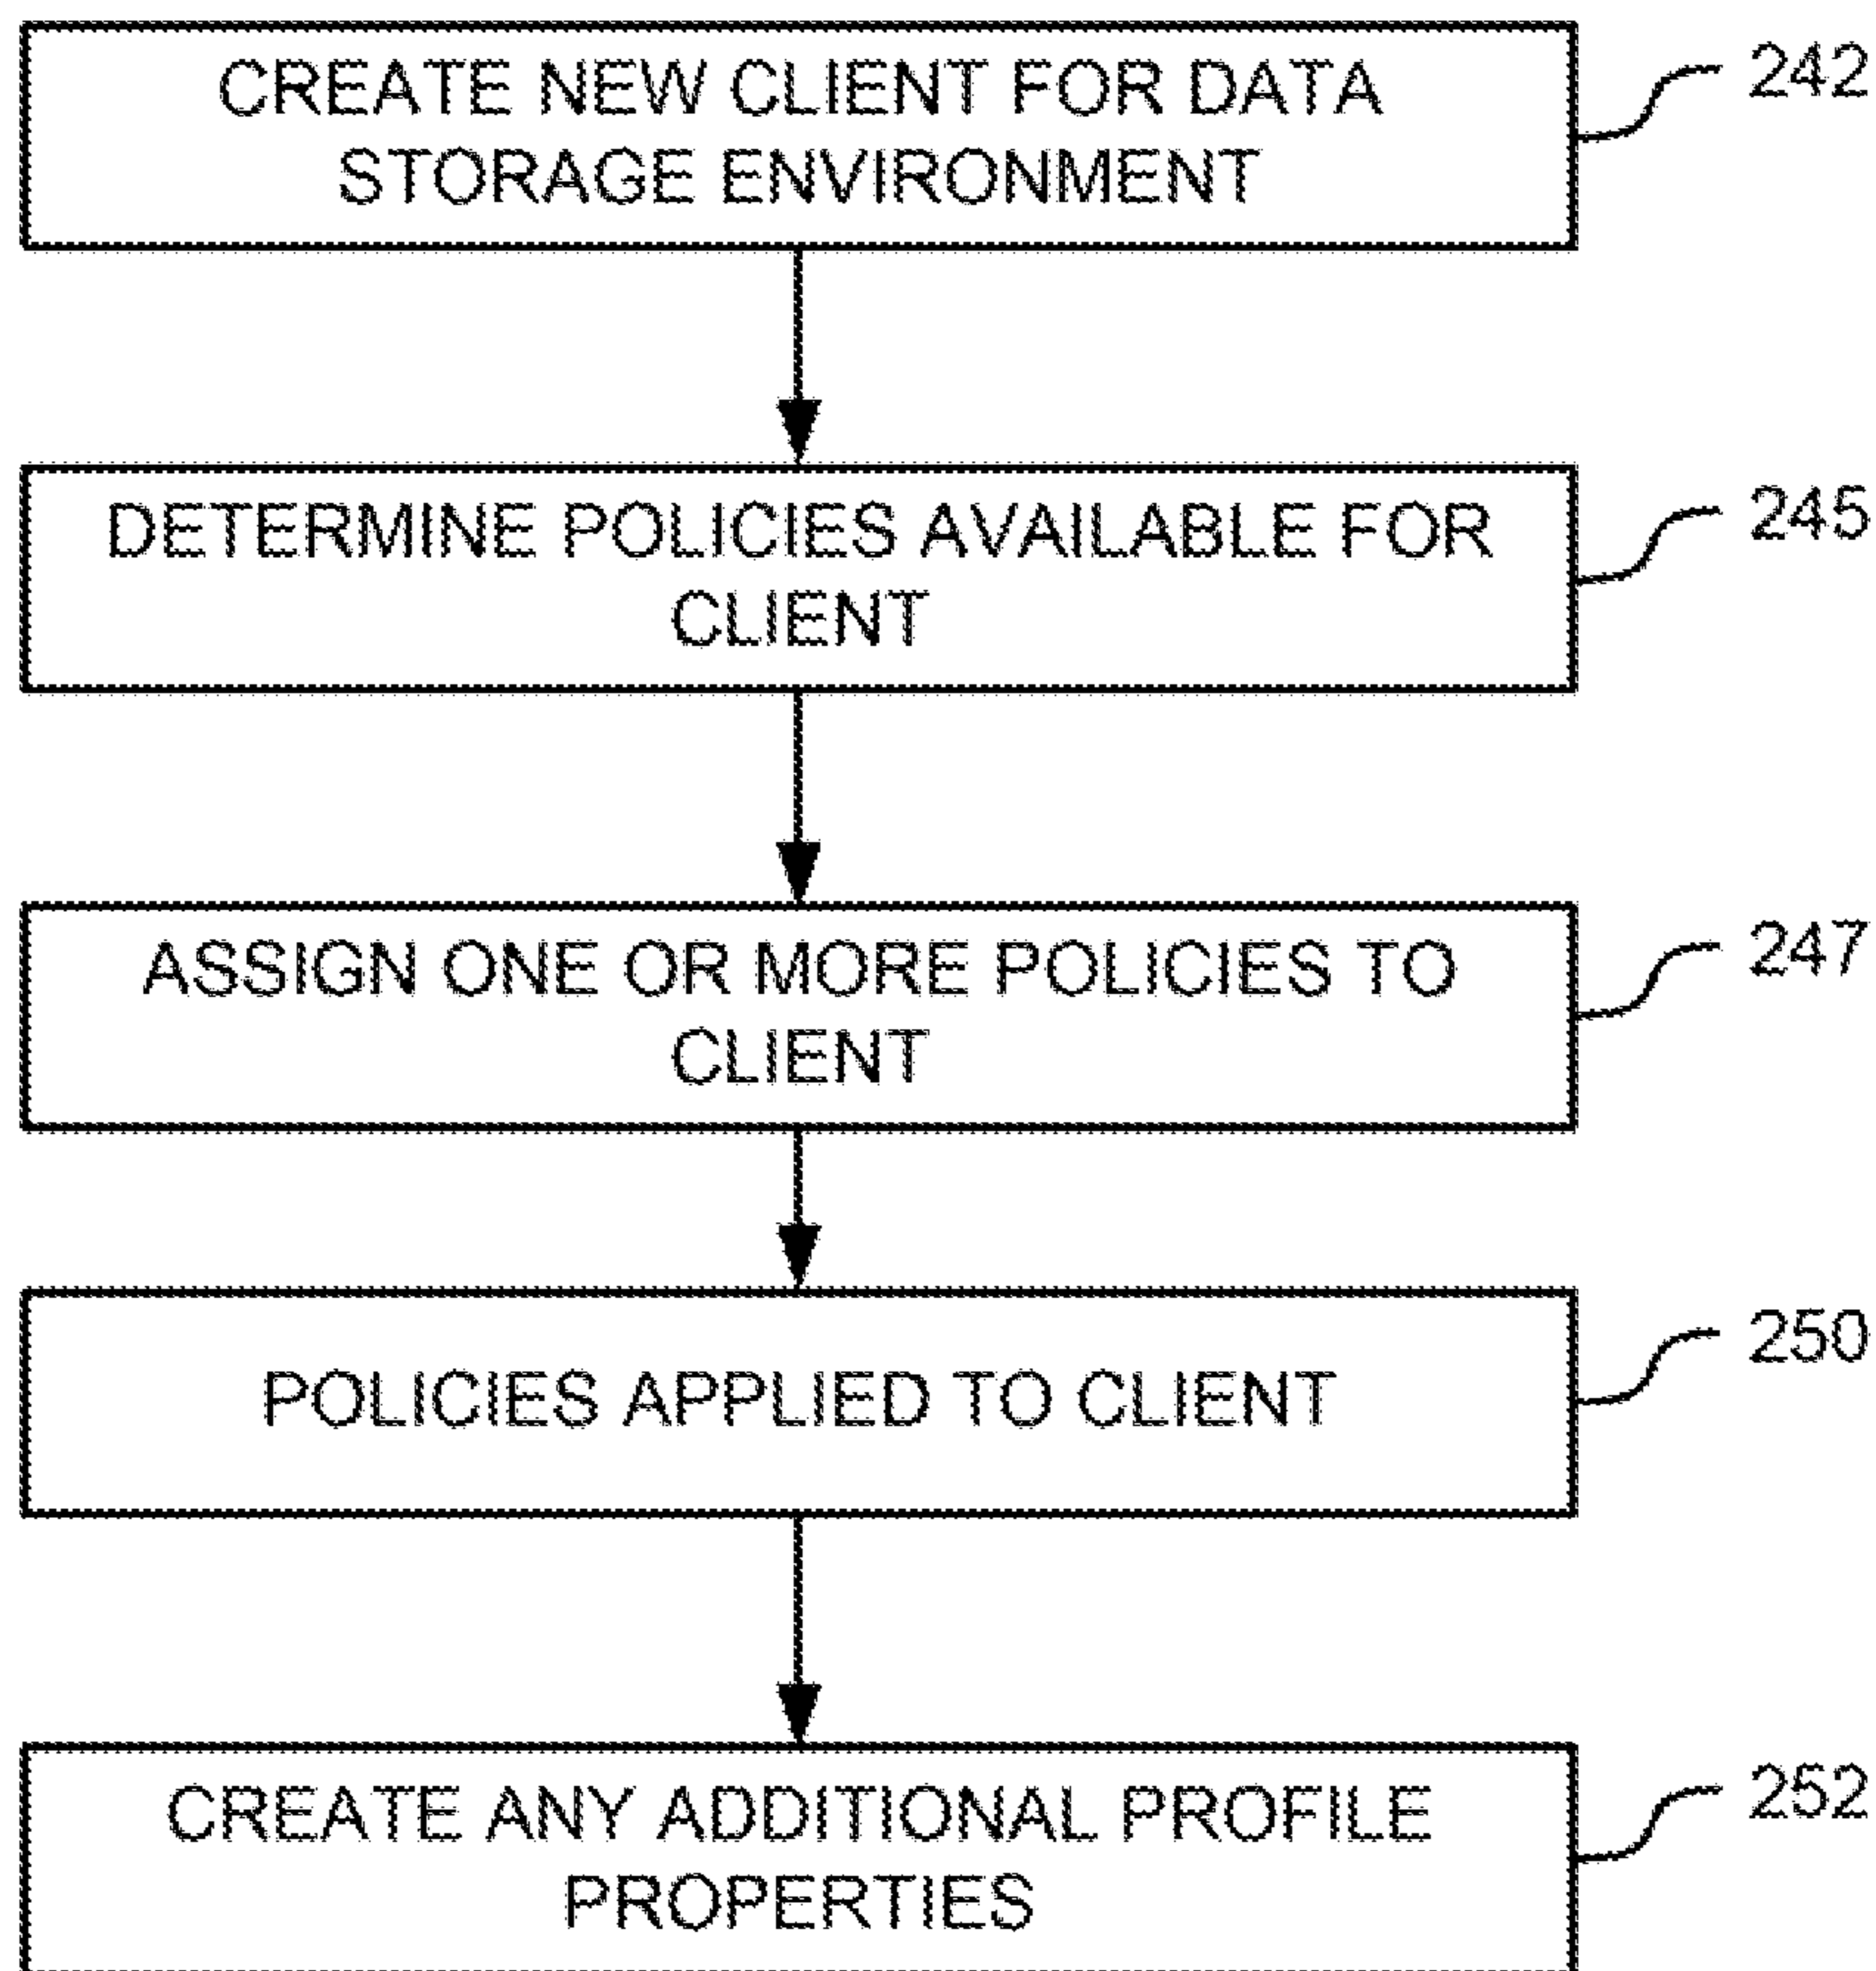 CREATE NEW CLIENT FOR DATA
STORAGE ENVIRONMENT
242
DETERMINE POLICIES AVAILABLE FOR
CLIENT
245
ASSIGN ONE OR MORE POLICIES TO
CLIENT
247
POLICIES APPLIED TO CLIENT
250
CREATE ANY ADDITIONAL PROFILE
PROPERTIES
252